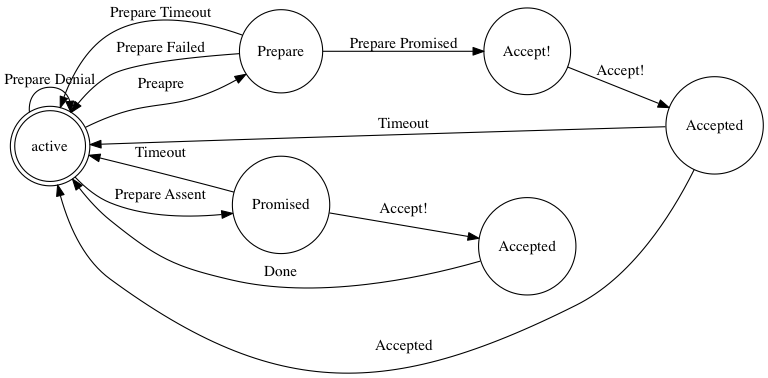 Prepare Timeout
Prepare Failed
Prepare
Prepare Promised
Accept!
Accept!
Prepare Denial
Preapre
active
Timeout
Accepted
Timeout
Prepare Assent
Promised
Accept!
Accepted
Done
Accepted